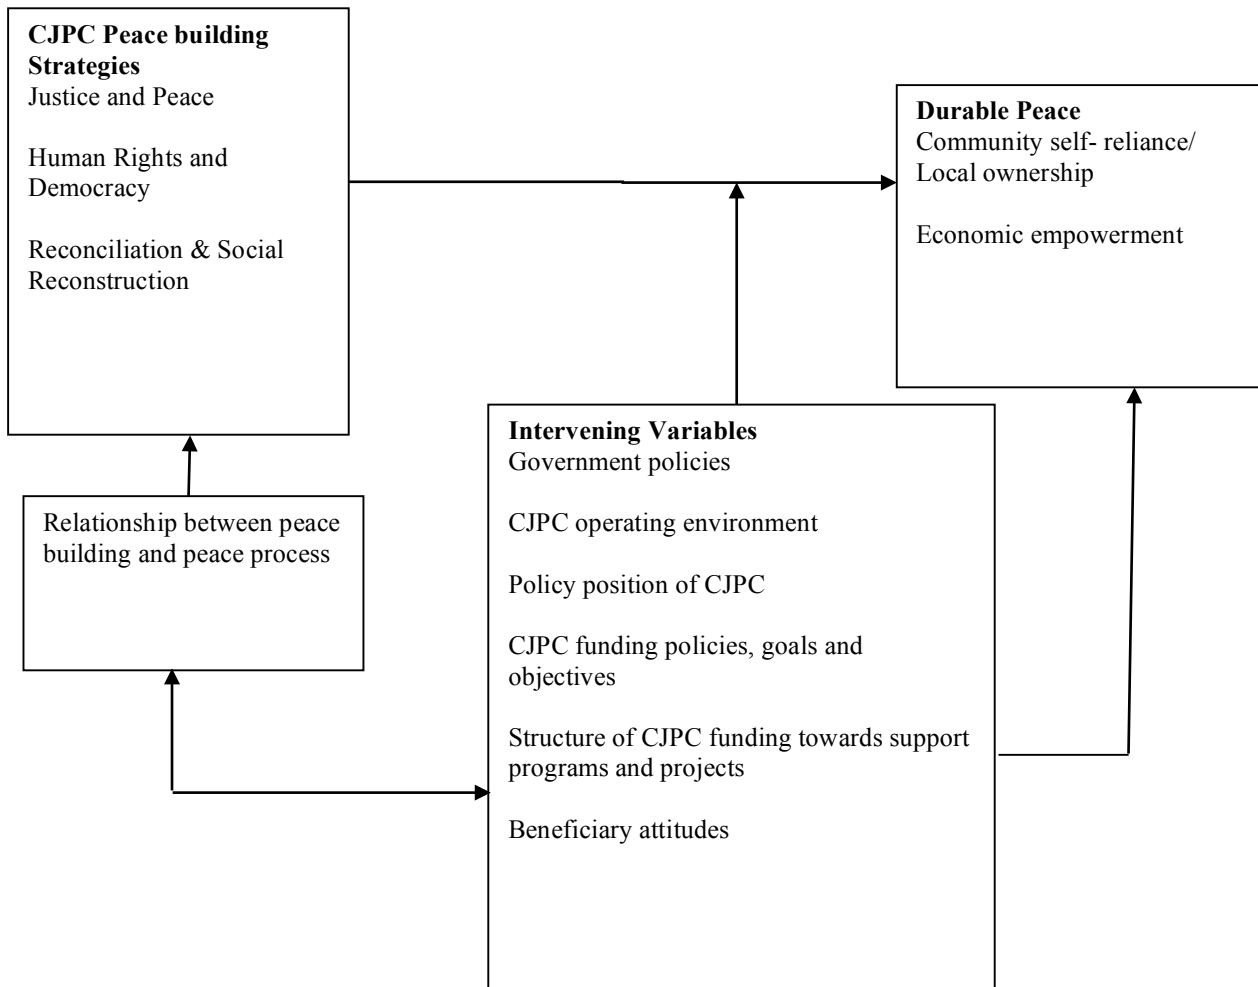 CJPC Peace building
Strategies
Justice and Peace
Human Rights and
Democracy
Reconciliation & Social
Reconstruction
Durable Peace
Community self- reliance/
Local ownership
Economic empowerment
Relationship between peace
building and peace process
Intervening Variables
Government policies
CJPC operating environment
Policy position of CJPC
CJPC funding policies, goals and
objectives
Structure of CJPC funding towards support
programs and projects
Beneficiary attitudes